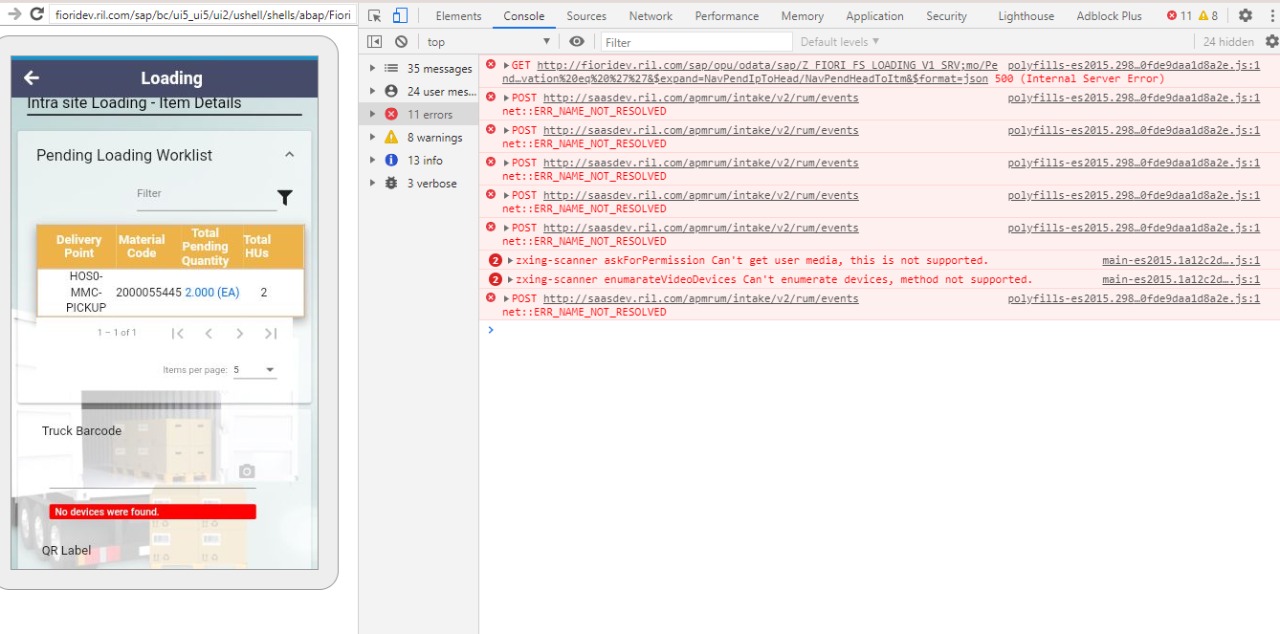 fioridev.ril.com/sap/bc/ui5_ui5/ui2/ushell/shells/abap/Fiori
Loading
Intra site Loading - Item Details
Pending Loading Worklist
Filter
Delivery Point Material Code Total Pending Quantity Total HUs
HOS0-MMC-PICKUP 2000055445 2.000 (EA) 2
1 – 1 of 1
Items per page: 5
Truck Barcode
No devices were found.
QR Label
Elements Console Sources Network Performance Memory Application Security Lighthouse Adblock Plus 11 8
top Filter Default levels 24 hidden
35 messages
24 user mes...
11 errors
8 warnings
13 info
3 verbose
GET http://fioridev.ril.com/sap/opu/odata/sap/Z_FIORI_FS_LOADING_V1_SRV;mo/Pe polyfills-es2015.298…0fde9daa1d8a2e.js:1
nd…vation%20eq%20%27%27&$expand=NavPendIpToHead/NavPendHeadToItm&$format=json 500 (Internal Server Error)
POST http://saasdev.ril.com/apmrum/intake/v2/rum/events polyfills-es2015.298…0fde9daa1d8a2e.js:1
net::ERR_NAME_NOT_RESOLVED
POST http://saasdev.ril.com/apmrum/intake/v2/rum/events polyfills-es2015.298…0fde9daa1d8a2e.js:1
net::ERR_NAME_NOT_RESOLVED
POST http://saasdev.ril.com/apmrum/intake/v2/rum/events polyfills-es2015.298…0fde9daa1d8a2e.js:1
net::ERR_NAME_NOT_RESOLVED
POST http://saasdev.ril.com/apmrum/intake/v2/rum/events polyfills-es2015.298…0fde9daa1d8a2e.js:1
net::ERR_NAME_NOT_RESOLVED
POST http://saasdev.ril.com/apmrum/intake/v2/rum/events polyfills-es2015.298…0fde9daa1d8a2e.js:1
net::ERR_NAME_NOT_RESOLVED
2 zxing-scanner askForPermission Can't get user media, this is not supported. main-es2015.1a12c2d….js:1
2 zxing-scanner enumarateVideoDevices Can't enumerate devices, method not supported. main-es2015.1a12c2d….js:1
POST http://saasdev.ril.com/apmrum/intake/v2/rum/events polyfills-es2015.298…0fde9daa1d8a2e.js:1
net::ERR_NAME_NOT_RESOLVED